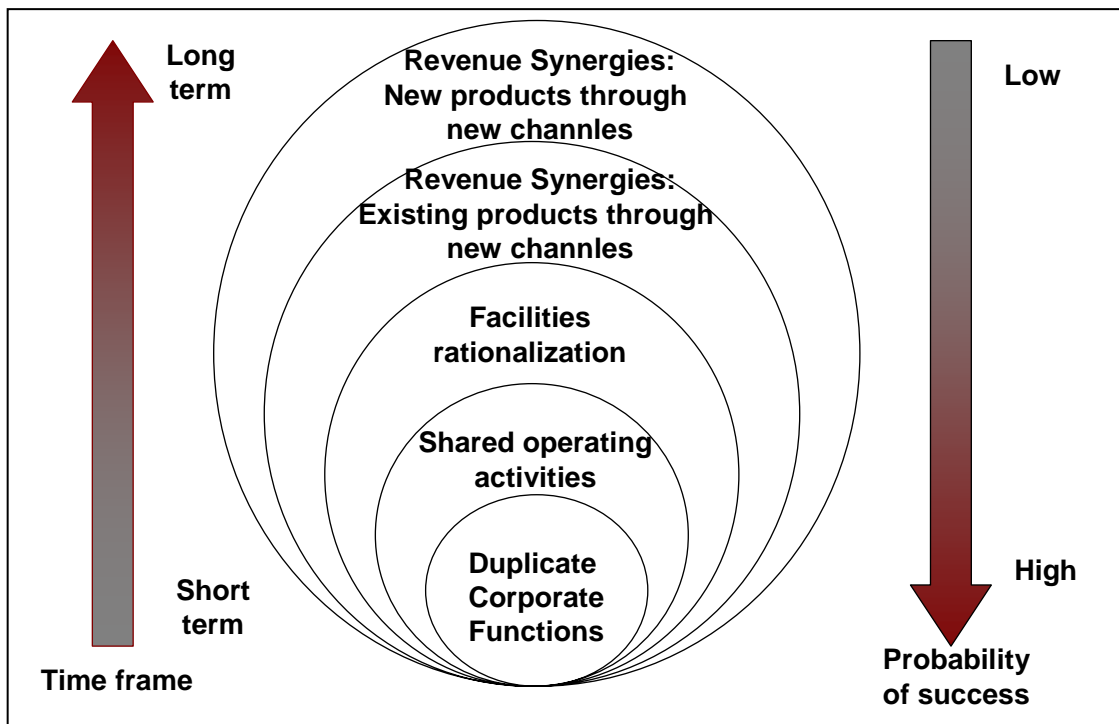 Long
term
Revenue Synergies:
New products through
new channles
Low
Revenue Synergies:
Existing products through
new channles
Facilities
rationalization
Shared operating
activities
Duplicate
Corporate
Functions
Short
term
High
Time frame
Probability
of success